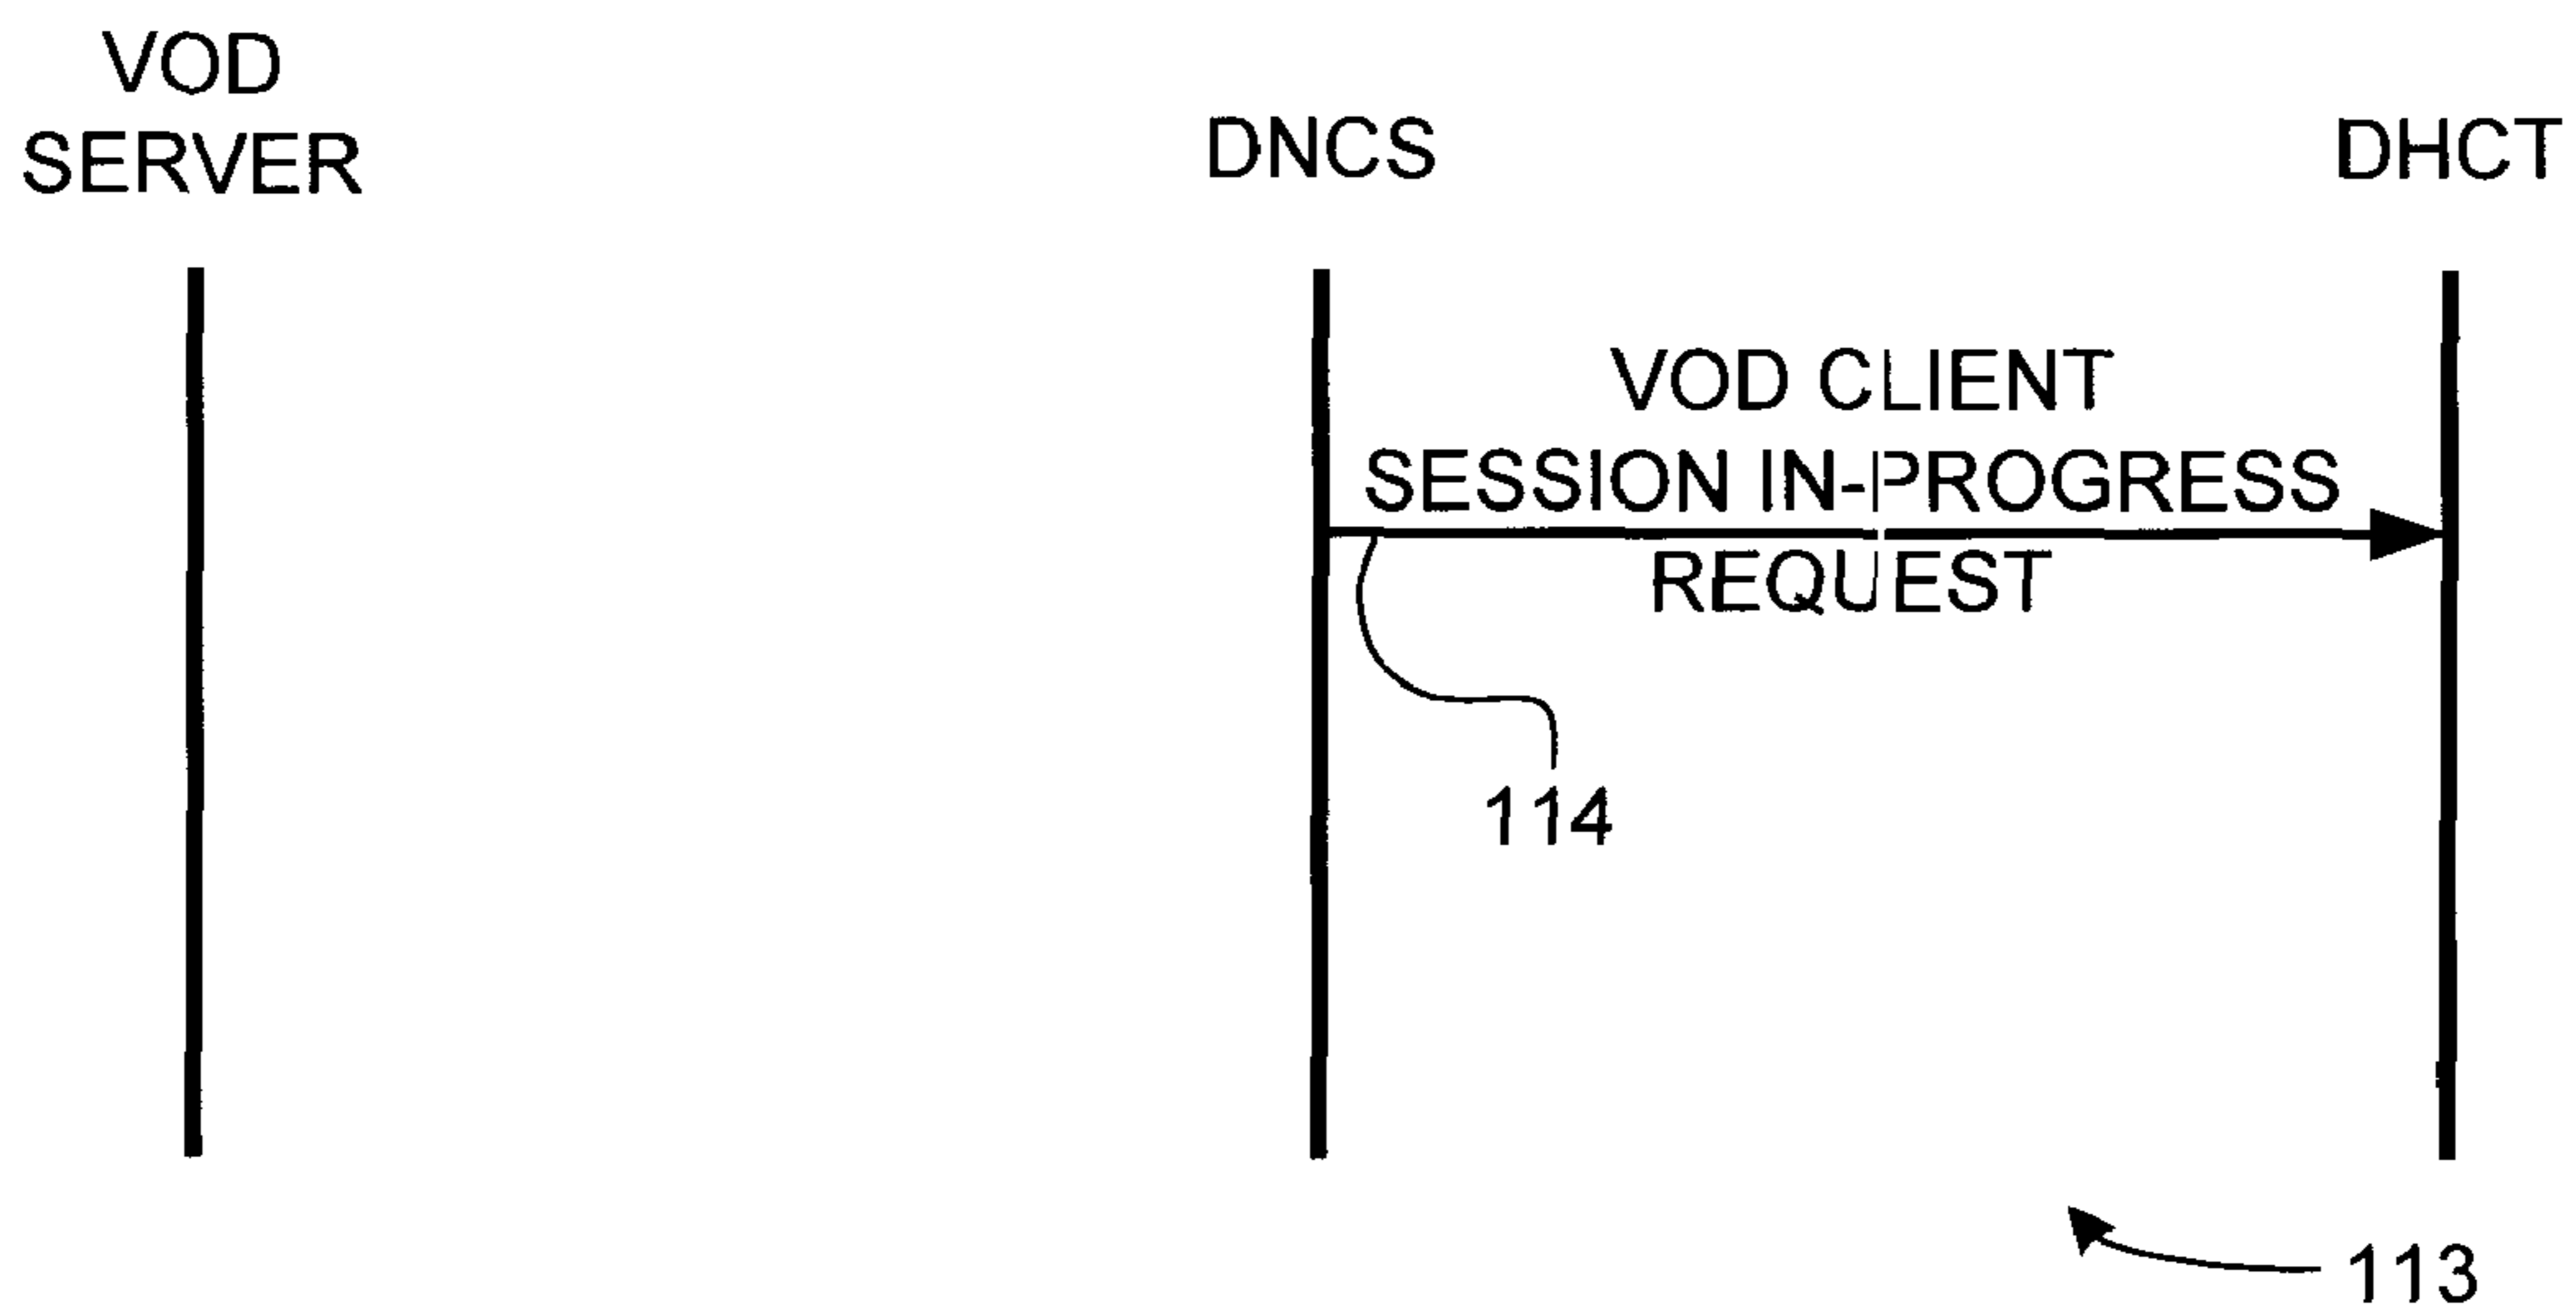 VOD
SERVER
DNCS
DHCT
VOD CLIENT
SESSION IN-PROGRESS
REQUEST
114
113